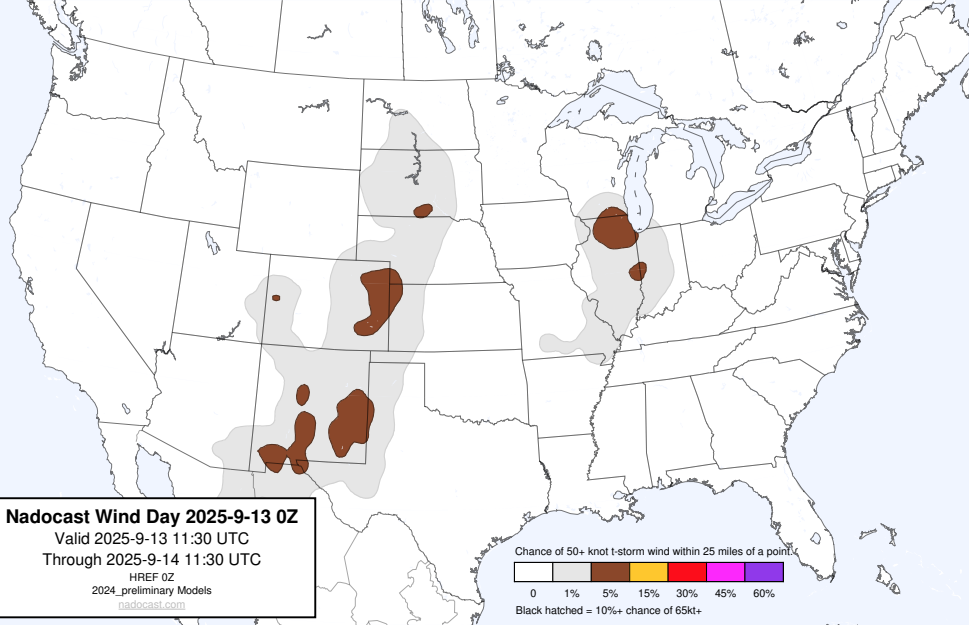 Nadocast Wind Day 2025-9-13 0Z
Valid 2025-9-13 11:30 UTC
Through 2025-9-14 11:30 UTC
HREF 0Z
2024_preliminary Models
nadocast.com
Chance of 50+ knot t-storm wind within 25 miles of a point.
0 1% 5% 15% 30% 45% 60%
Black hatched = 10%+ chance of 65kt+